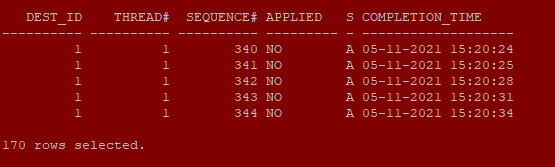 DEST_ID    THREAD#  SEQUENCE# APPLIED   S COMPLETION_TIME
---------- ---------- ---------- --------- - -------------------
1          1        340 NO        A 05-11-2021 15:20:24
1          1        341 NO        A 05-11-2021 15:20:25
1          1        342 NO        A 05-11-2021 15:20:28
1          1        343 NO        A 05-11-2021 15:20:31
1          1        344 NO        A 05-11-2021 15:20:34
170 rows selected.